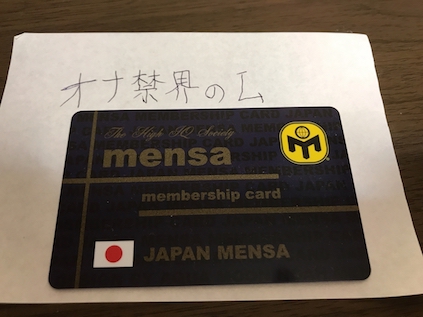 オナ禁界のム
The High IQ Society
mensa
membership card
JAPAN MENSA